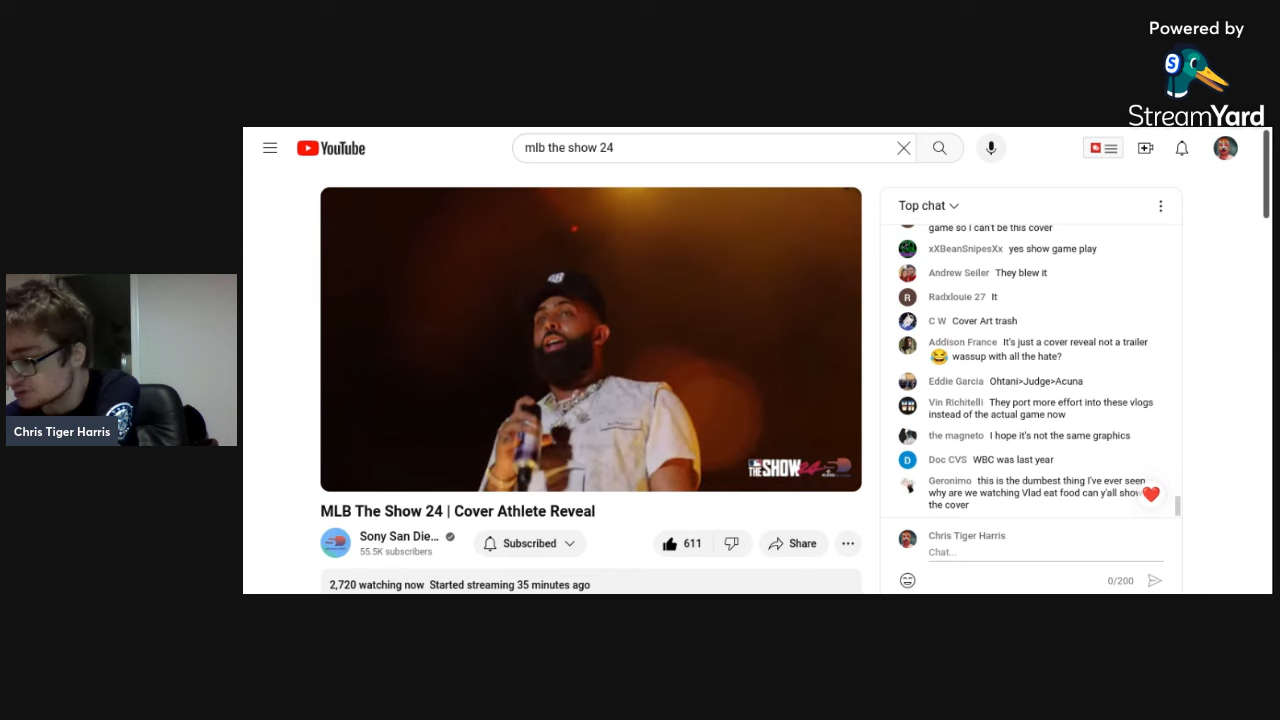 Powered by
StreamYard
YouTube
mlb the show 24
Top chat
game so I can't be this cover
xXBeanSnipesXx yes show game play
Andrew Seiler They blew it
R Radxlouie 27 It
C W Cover Art trash
Addison France It's just a cover reveal not a trailer
wassup with all the hate?
Eddie Garcia Ohtani>Judge>Acuna
Vin Richitelli They port more effort into these vlogs
instead of the actual game now
the magneto I hope it's not the same graphics
D Doc CVS WBC was last year
Geronimo this is the dumbest thing I've ever seen
why are we watching Vlad eat food can y'all show
the cover
THE SHOW 24
MLB The Show 24 | Cover Athlete Reveal
Sony San Die...
55.5K subscribers
Subscribed
611
Share
2,720 watching now Started streaming 35 minutes ago
Chris Tiger Harris
Chat...
0/200
Chris Tiger Harris